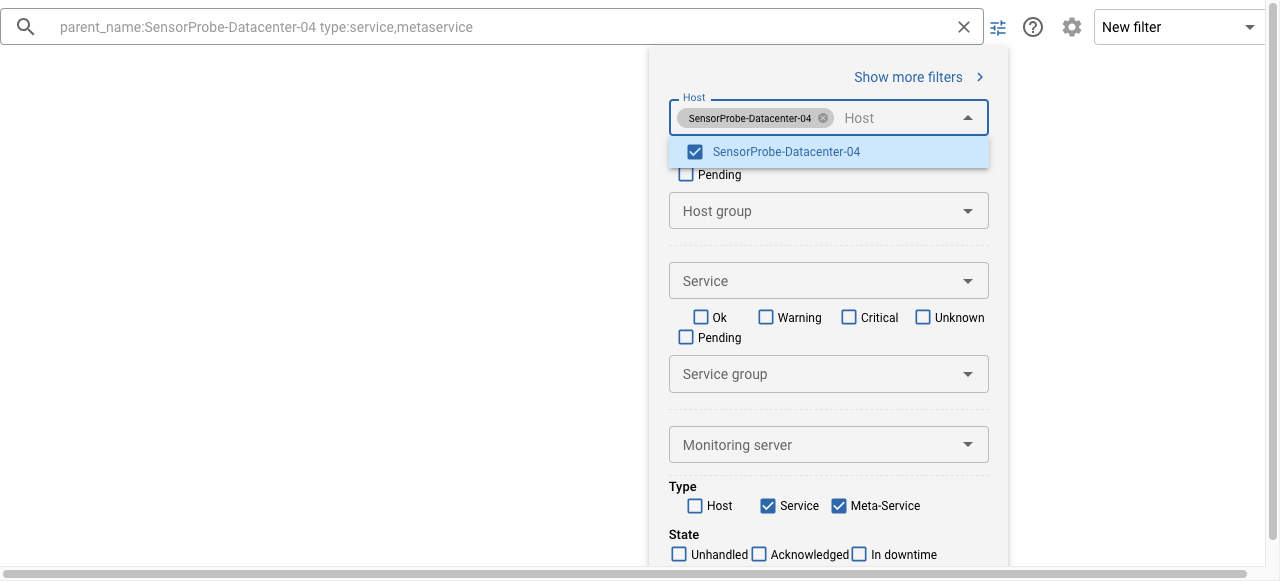 parent_name:SensorProbe-Datacenter-04 type:service,metaservice
New filter
Show more filters
Host
SensorProbe-Datacenter-04 Host
SensorProbe-Datacenter-04
Pending
Host group
Service
Ok Warning Critical Unknown
Pending
Service group
Monitoring server
Type
Host Service Meta-Service
State
Unhandled Acknowledged In downtime